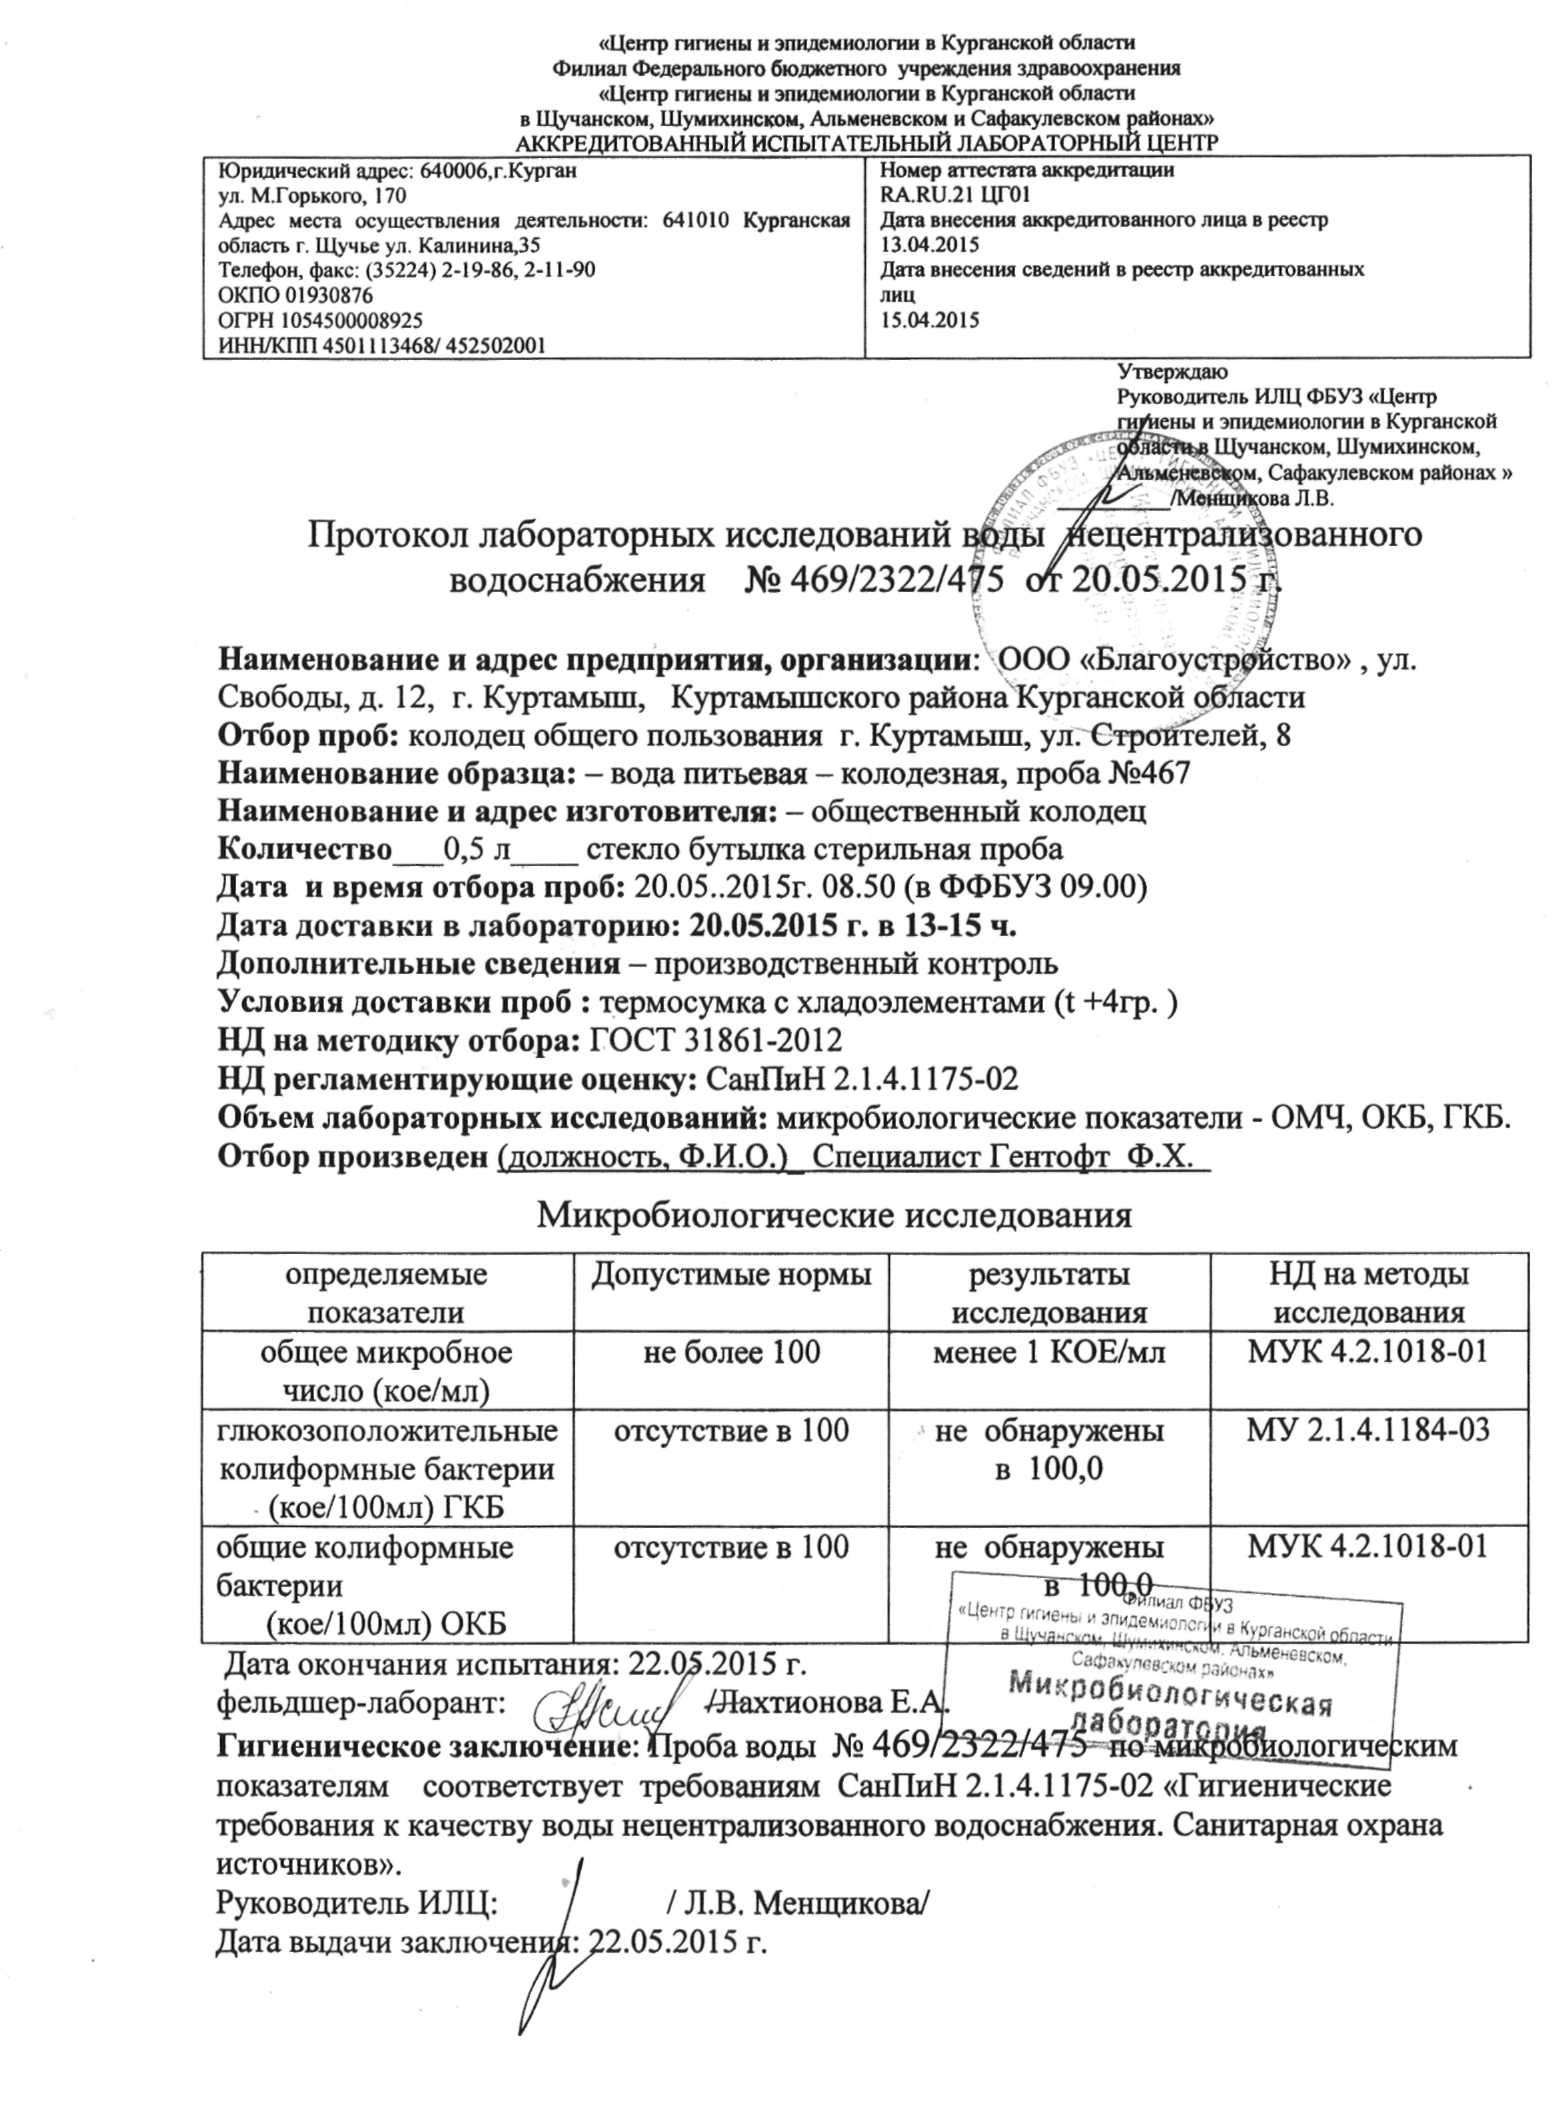 «Центр гигиены и эпидемиологии в Курганской области
Филиал Федерального бюджетного учреждения здравоохранения
«Центр гигиены и эпидемиологии в Курганской области
в Щучанском, Шумихинском, Альменевском и Сафакулевском районах»
АККРЕДИТОВАННЫЙ ИСПЫТАТЕЛЬНЫЙ ЛАБОРАТОРНЫЙ ЦЕНТР
Юридический адрес: 640006,г.Курган
ул. М.Горького, 170
Адрес места осуществления деятельности: 641010 Курганская
область г. Щучье ул. Калинина,35
Телефон, факс: (35224) 2-19-86, 2-11-90
ОКПО 01930876
ОГРН 1054500008925
ИНН/КПП 4501113468/ 452502001
Номер аттестата аккредитации
RA.RU.21 ЦГ01
Дата внесения аккредитованного лица в реестр
13.04.2015
Дата внесения сведений в реестр аккредитованных
лиц
15.04.2015
Утверждаю
Руководитель ИЛЦ ФБУЗ «Центр
гигиены и эпидемиологии в Курганской
области в Щучанском, Шумихинском,
Альменевском, Сафакулевском районах »
/Менщикова Л.В.
Протокол лабораторных исследований воды нецентрализованного
водоснабжения № 469/2322/475 от 20.05.2015 г.
Наименование и адрес предприятия, организации: ООО «Благоустройство» , ул.
Свободы, д. 12, г. Куртамыш, Куртамышского района Курганской области
Отбор проб: колодец общего пользования г. Куртамыш, ул. Строителей, 8
Наименование образца: – вода питьевая – колодезная, проба №467
Наименование и адрес изготовителя: – общественный колодец
Количество___0,5 л____ стекло бутылка стерильная проба
Дата и время отбора проб: 20.05..2015г. 08.50 (в ФФБУЗ 09.00)
Дата доставки в лабораторию: 20.05.2015 г. в 13-15 ч.
Дополнительные сведения – производственный контроль
Условия доставки проб : термосумка с хладоэлементами (t +4гр. )
НД на методику отбора: ГОСТ 31861-2012
НД регламентирующие оценку: СанПиН 2.1.4.1175-02
Объем лабораторных исследований: микробиологические показатели - ОМЧ, ОКБ, ГКБ.
Отбор произведен (должность, Ф.И.О.)_ Специалист Гентофт Ф.Х.
Микробиологические исследования
определяемые показатели Допустимые нормы результаты исследования НД на методы исследования
общее микробное число (кое/мл) не более 100 менее 1 КОЕ/мл МУК 4.2.1018-01
глюкозоположительные колиформные бактерии (кое/100мл) ГКБ отсутствие в 100 не обнаружены в 100,0 МУ 2.1.4.1184-03
общие колиформные бактерии (кое/100мл) ОКБ отсутствие в 100 не обнаружены в 100,0 МУК 4.2.1018-01
Филиал ФБУЗ
«Центр гигиены и эпидемиологии в Курганской области
в Щучанском, Шумихинском, Альменевском,
Сафакулевском районах»
Микробиологическая
лаборатория
Дата окончания испытания: 22.05.2015 г.
фельдшер-лаборант: /Лахтионова Е.А.
Гигиеническое заключение: Проба воды № 469/2322/475 по микробиологическим
показателям соответствует требованиям СанПиН 2.1.4.1175-02 «Гигиенические
требования к качеству воды нецентрализованного водоснабжения. Санитарная охрана
источников».
Руководитель ИЛЦ: / Л.В. Менщикова/
Дата выдачи заключения: 22.05.2015 г.